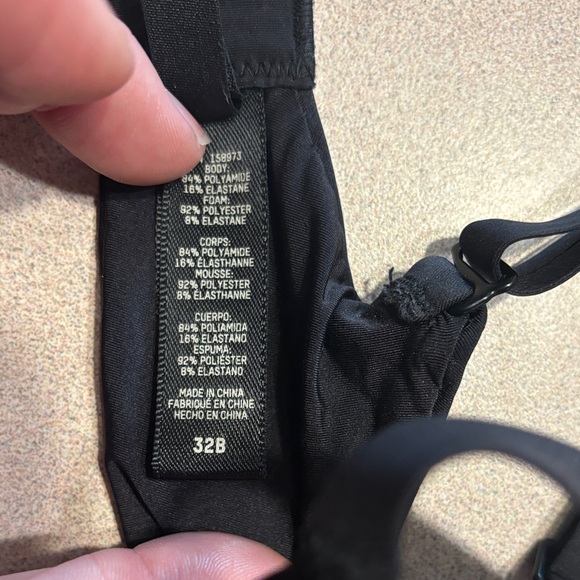 158973
BODY:
84% POLYAMIDE
16% ELASTANE
FOAM:
92% POLYESTER
8% ELASTANE
CORPS:
84% POLYAMIDE
16% ÉLASTHANNE
MOUSSE:
92% POLYESTER
8% ÉLASTHANNE
CUERPO:
84% POLIAMIDA
16% ELASTANO
ESPUMA:
92% POLIÉSTER
8% ELASTANO
MADE IN CHINA
FABRIQUÉ EN CHINE
HECHO EN CHINA
32B